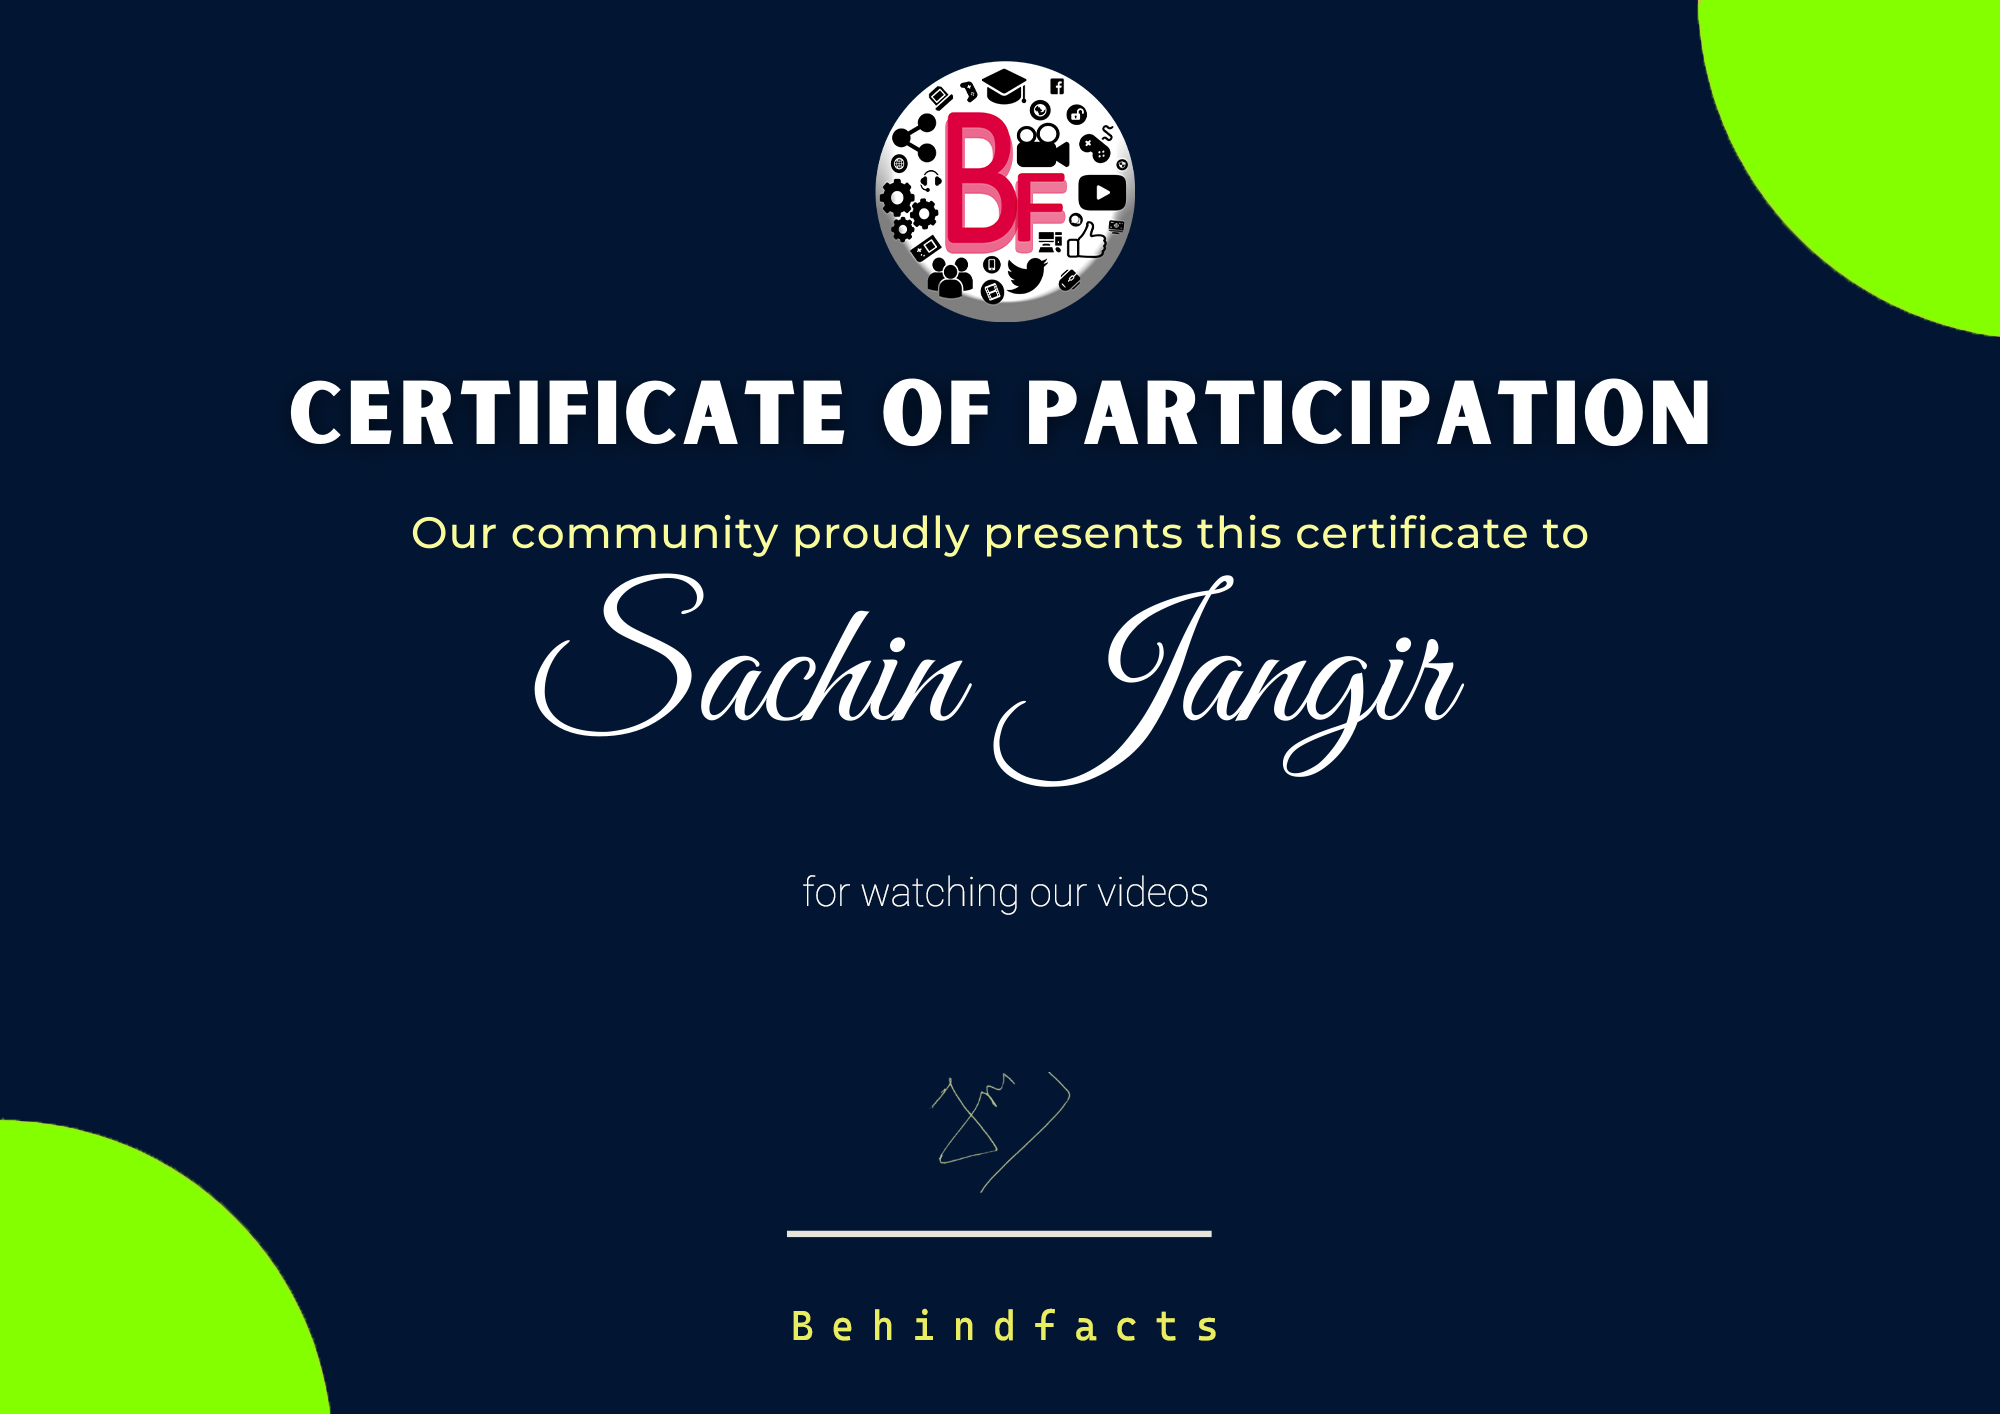 BF
CERTIFICATE OF PARTICIPATION
Our community proudly presents this certificate to
Sachin Jangir
for watching our videos
Behindfacts